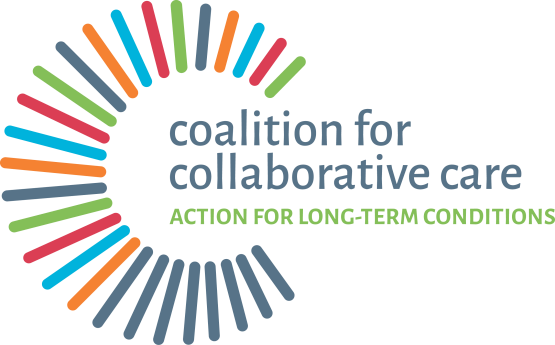 coalition for
collaborative care
ACTION FOR LONG-TERM CONDITIONS